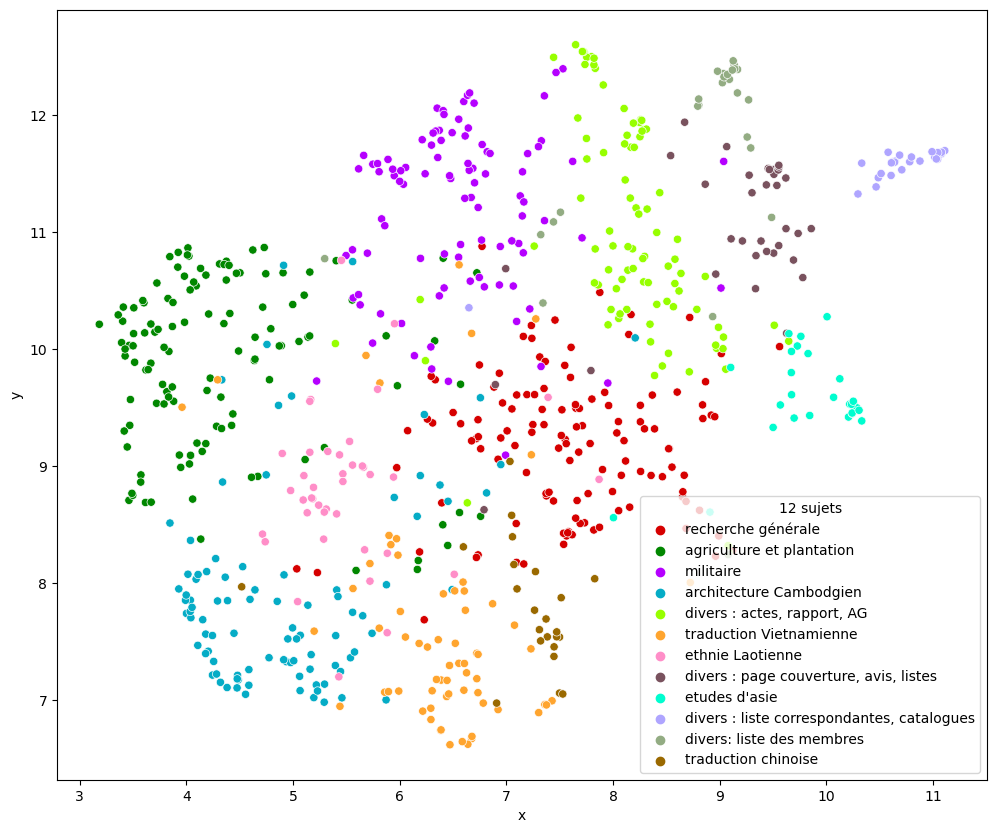 y
12
11
10
9
8
7
3 4 5 6 7 8 9 10 11
x
12 sujets
recherche générale
agriculture et plantation
militaire
architecture Cambodgien
divers : actes, rapport, AG
traduction Vietnamienne
ethnie Laotienne
divers : page couverture, avis, listes
etudes d'asie
divers : liste correspondantes, catalogues
divers: liste des membres
traduction chinoise